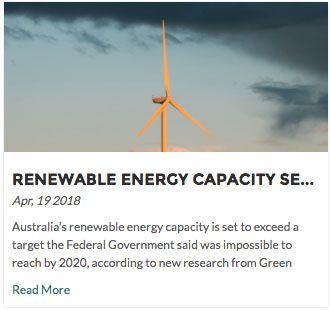 RENEWABLE ENERGY CAPACITY SE...
Apr, 19 2018
Australia's renewable energy capacity is set to exceed a
target the Federal Government said was impossible to
reach by 2020, according to new research from Green
Read More